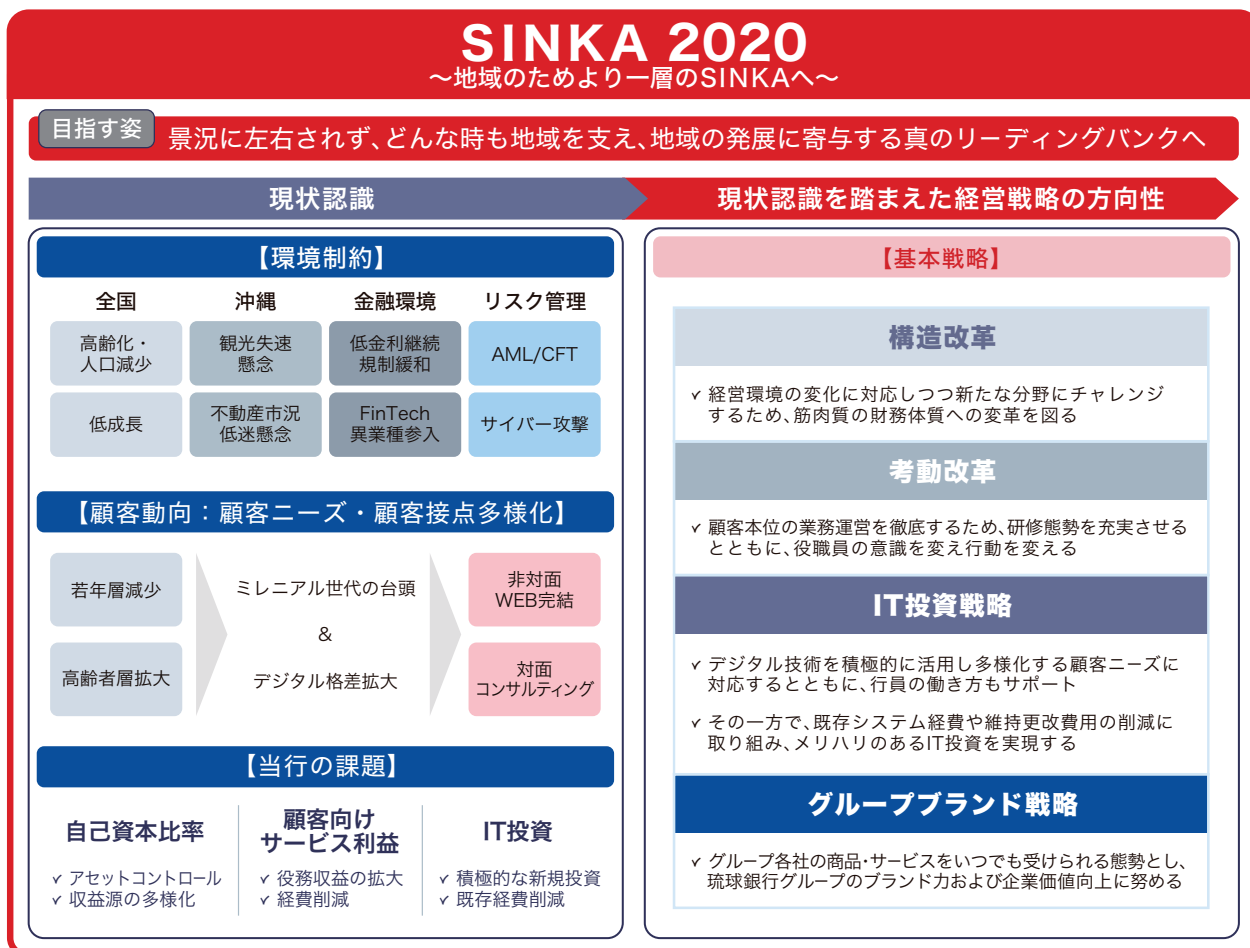 SINKA 2020
～地域のためより一層のSINKAへ～
目指す姿
景況に左右されず、どんな時も地域を支え、地域の発展に寄与する真のリーディングバンクへ
現状認識
現状認識を踏まえた経営戦略の方向性
【環境制約】
全国
沖縄
金融環境
リスク管理
高齢化・
人口減少
観光失速
懸念
低金利継続
規制緩和
AML/CFT
低成長
不動産市況
低迷懸念
FinTech
異業種参入
サイバー攻撃
【顧客動向：顧客ニーズ・顧客接点多様化】
若年層減少
高齢者層拡大
ミレニアル世代の台頭
&
デジタル格差拡大
非対面
WEB完結
対面
コンサルティング
【当行の課題】
自己資本比率
✓ アセットコントロール
✓ 収益源の多様化
顧客向け
サービス利益
✓ 役務収益の拡大
✓ 経費削減
IT投資
✓ 積極的な新規投資
✓ 既存経費削減
【基本戦略】
構造改革
✓ 経営環境の変化に対応しつつ新たな分野にチャレンジ
するため、筋肉質の財務体質への変革を図る
考動改革
✓ 顧客本位の業務運営を徹底するため、研修態勢を充実させる
とともに、役職員の意識を変え行動を変える
IT投資戦略
✓ デジタル技術を積極的に活用し多様化する顧客ニーズに
対応するとともに、行員の働き方もサポート
✓ その一方で、既存システム経費や維持更改費用の削減に
取り組み、メリハリのあるIT投資を実現する
グループブランド戦略
✓ グループ各社の商品・サービスをいつでも受けられる態勢とし、
琉球銀行グループのブランド力および企業価値向上に努める